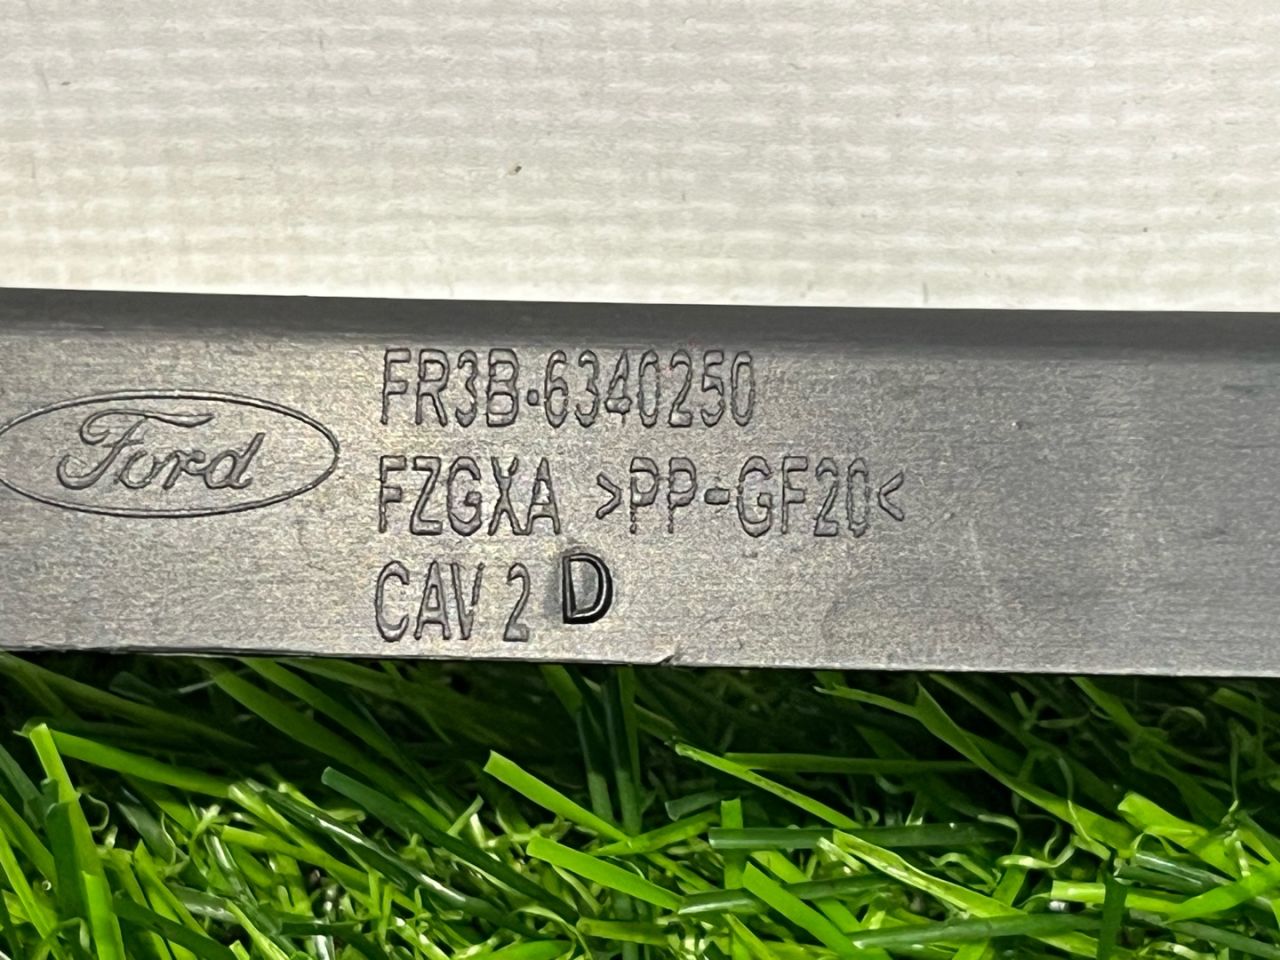 Ford
FR3B-6340250
FZGXA >PP-GF20<
CAV 2 D